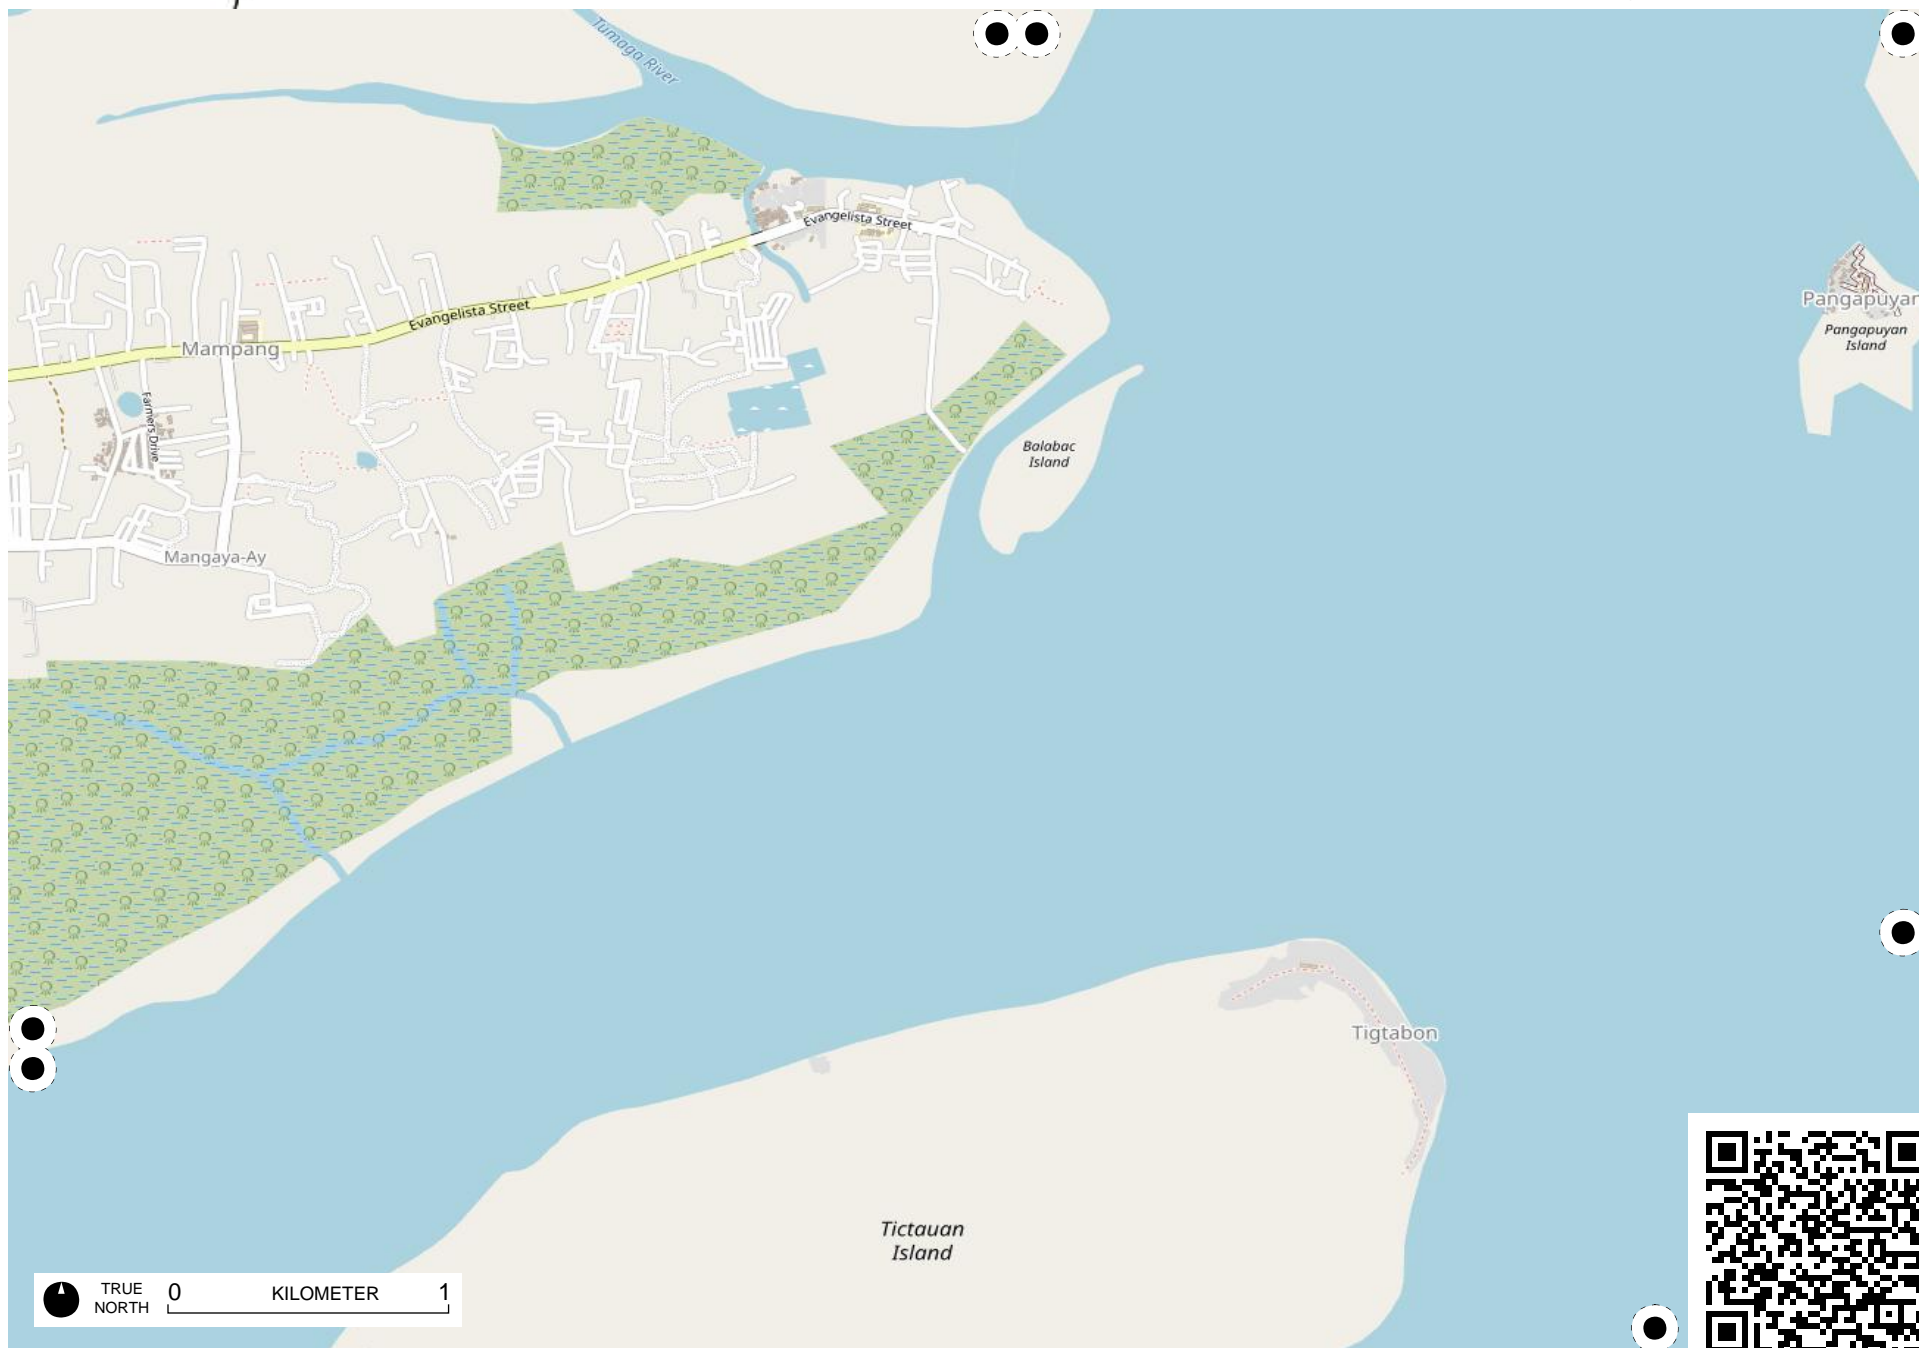 Tumaga River
Evangelista Street
Evangelista Street
Mampang
Farmers Drive
Mangaya-Ay
Balabac
Island
Pangapuyan
Pangapuyan
Island
Tigtabon
Tictauan
Island
TRUE
NORTH
0 KILOMETER 1